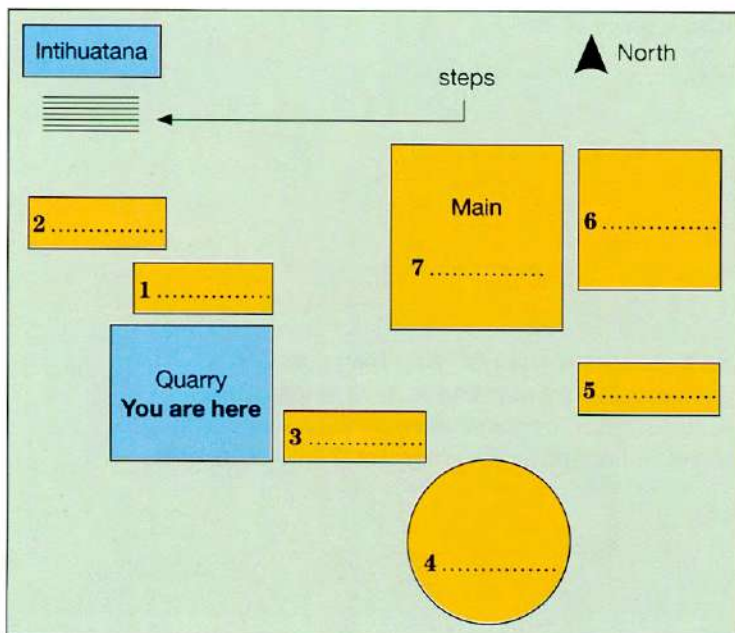 Intihuatana
North
steps
Main
6 ..................
2 ..................
7 ..................
1 ..................
Quarry
You are here
5 ..................
3 ..................
4 ..................